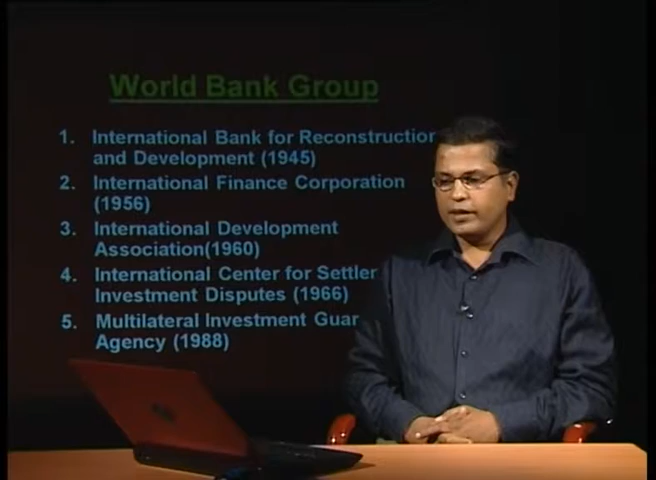 World Bank Group
1. International Bank for Reconstruction
and Development (1945)
2. International Finance Corporation
(1956)
3. International Development
Association(1960)
4. International Center for Settler
Investment Disputes (1966)
5. Multilateral Investment Guar
Agency (1988)